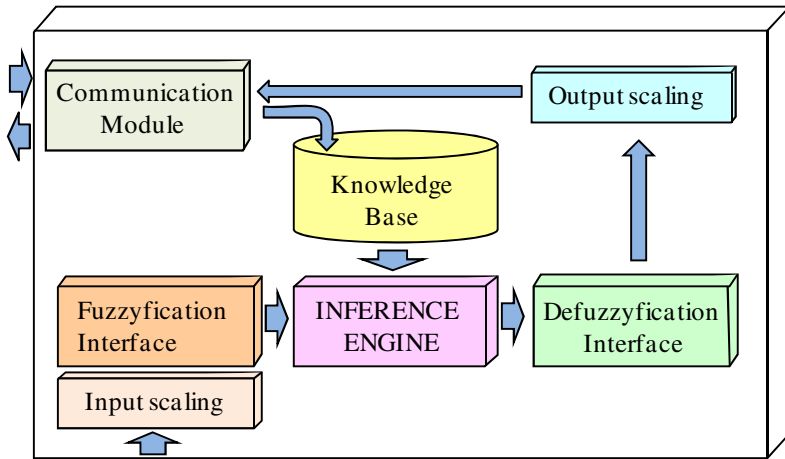 Communication
Module
Output scaling
Knowledge
Base
Fuzzyfication
Interface
INFERENCE
ENGINE
Defuzzyfication
Interface
Input scaling